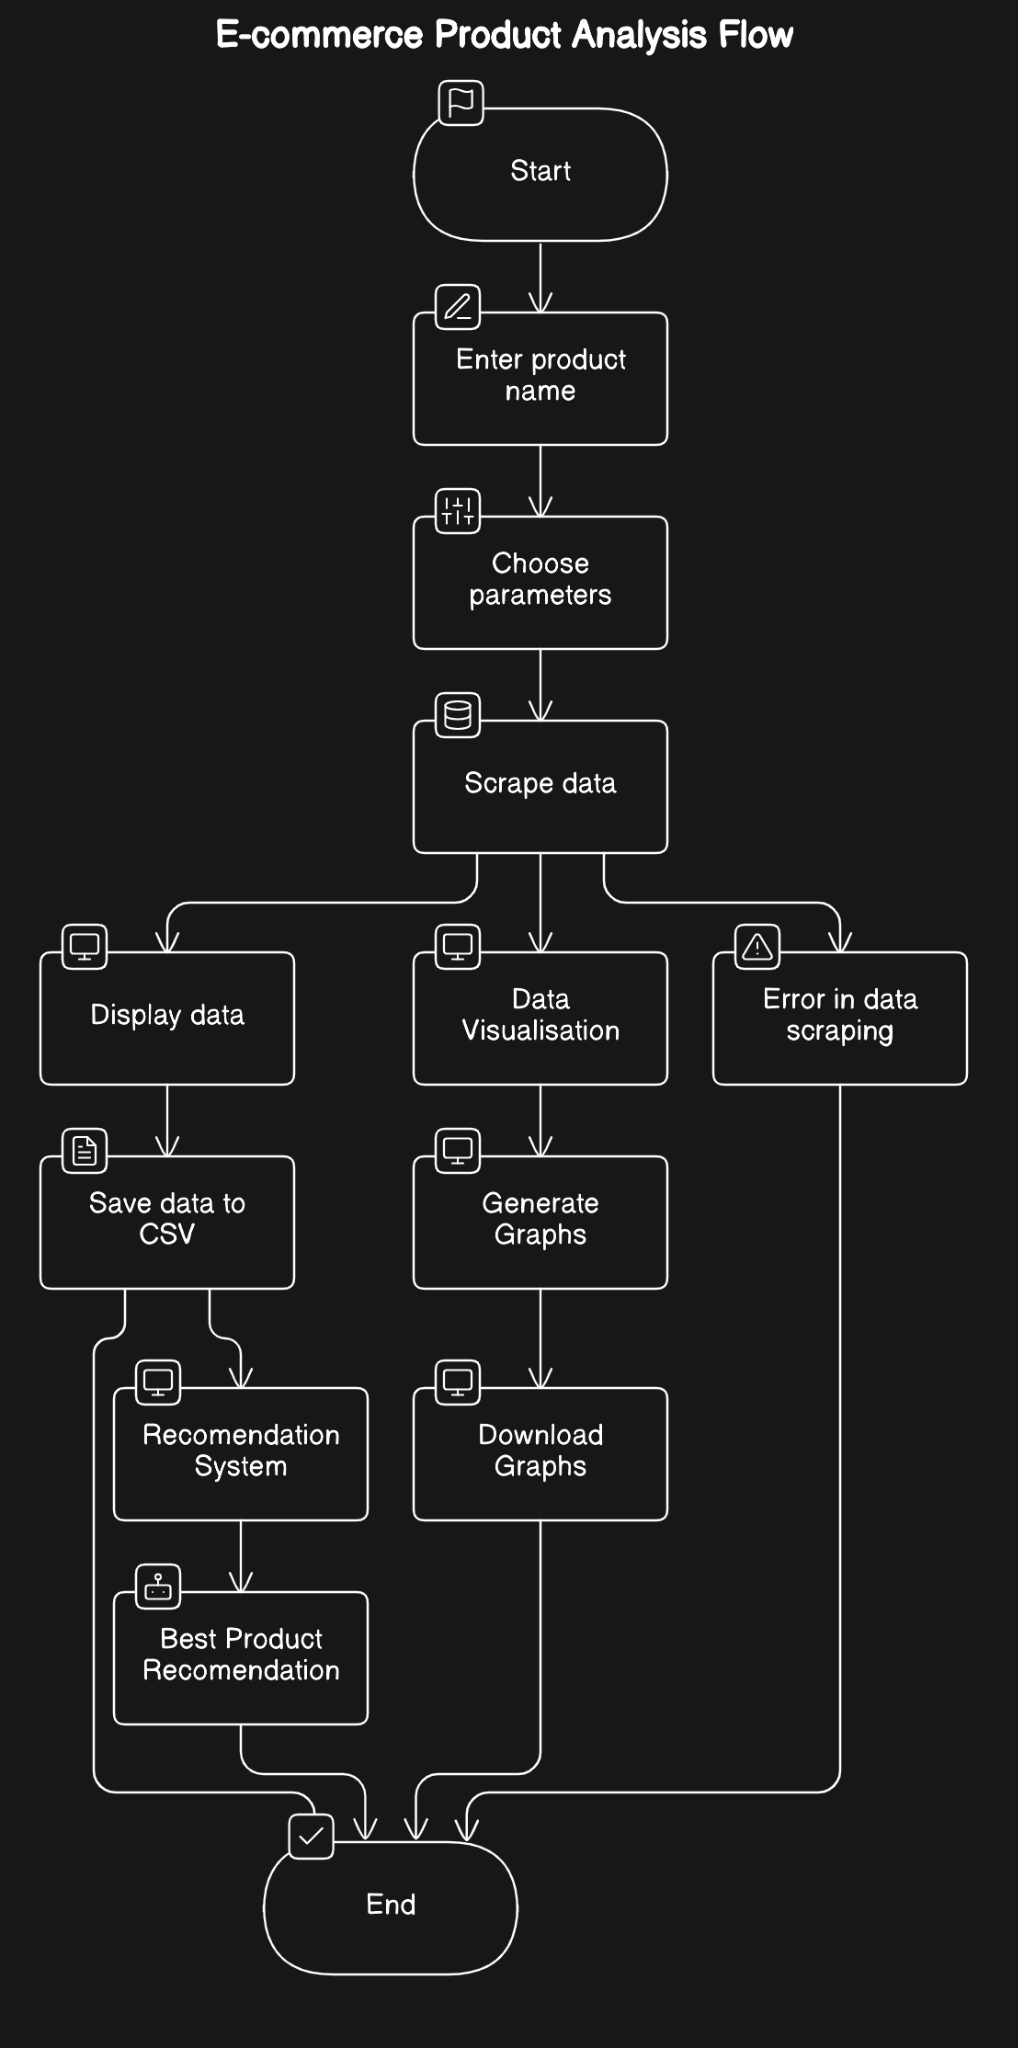 E-commerce Product Analysis Flow
Start
Enter product
name
Choose
parameters
Scrape data
Display data
Data
Visualisation
Error in data
scraping
Save data to
CSV
Generate
Graphs
Recomendation
System
Download
Graphs
Best Product
Recomendation
End